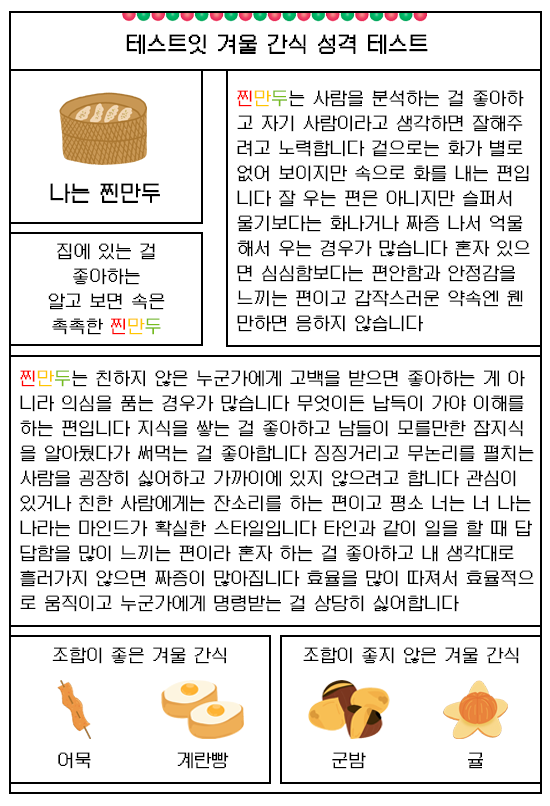 테스트잇 겨울 간식 성격 테스트
나는 찐만두
집에 있는 걸
좋아하는
알고 보면 속은
촉촉한 찐만두
찐만두는 사람을 분석하는 걸 좋아하
고 자기 사람이라고 생각하면 잘해주
려고 노력합니다 겉으로는 화가 별로
없어 보이지만 속으로 화를 내는 편입
니다 잘 우는 편은 아니지만 슬퍼서
울기보다는 화나거나 짜증 나서 억울
해서 우는 경우가 많습니다 혼자 있으
면 심심함보다는 편안함과 안정감을
느끼는 편이고 갑작스러운 약속엔 웬
만하면 응하지 않습니다
찐만두는 친하지 않은 누군가에게 고백을 받으면 좋아하는 게 아
니라 의심을 품는 경우가 많습니다 무엇이든 납득이 가야 이해를
하는 편입니다 지식을 쌓는 걸 좋아하고 남들이 모를만한 잡지식
을 알아뒀다가 써먹는 걸 좋아합니다 징징거리고 무논리를 펼치는
사람을 굉장히 싫어하고 가까이에 있지 않으려고 합니다 관심이
있거나 친한 사람에게는 잔소리를 하는 편이고 평소 너는 너 나는
나라는 마인드가 확실한 스타일입니다 타인과 같이 일을 할 때 답
답함을 많이 느끼는 편이라 혼자 하는 걸 좋아하고 내 생각대로
흘러가지 않으면 짜증이 많아집니다 효율을 많이 따져서 효율적으
로 움직이고 누군가에게 명령받는 걸 상당히 싫어합니다
조합이 좋은 겨울 간식
어묵 계란빵
조합이 좋지 않은 겨울 간식
군밤 귤